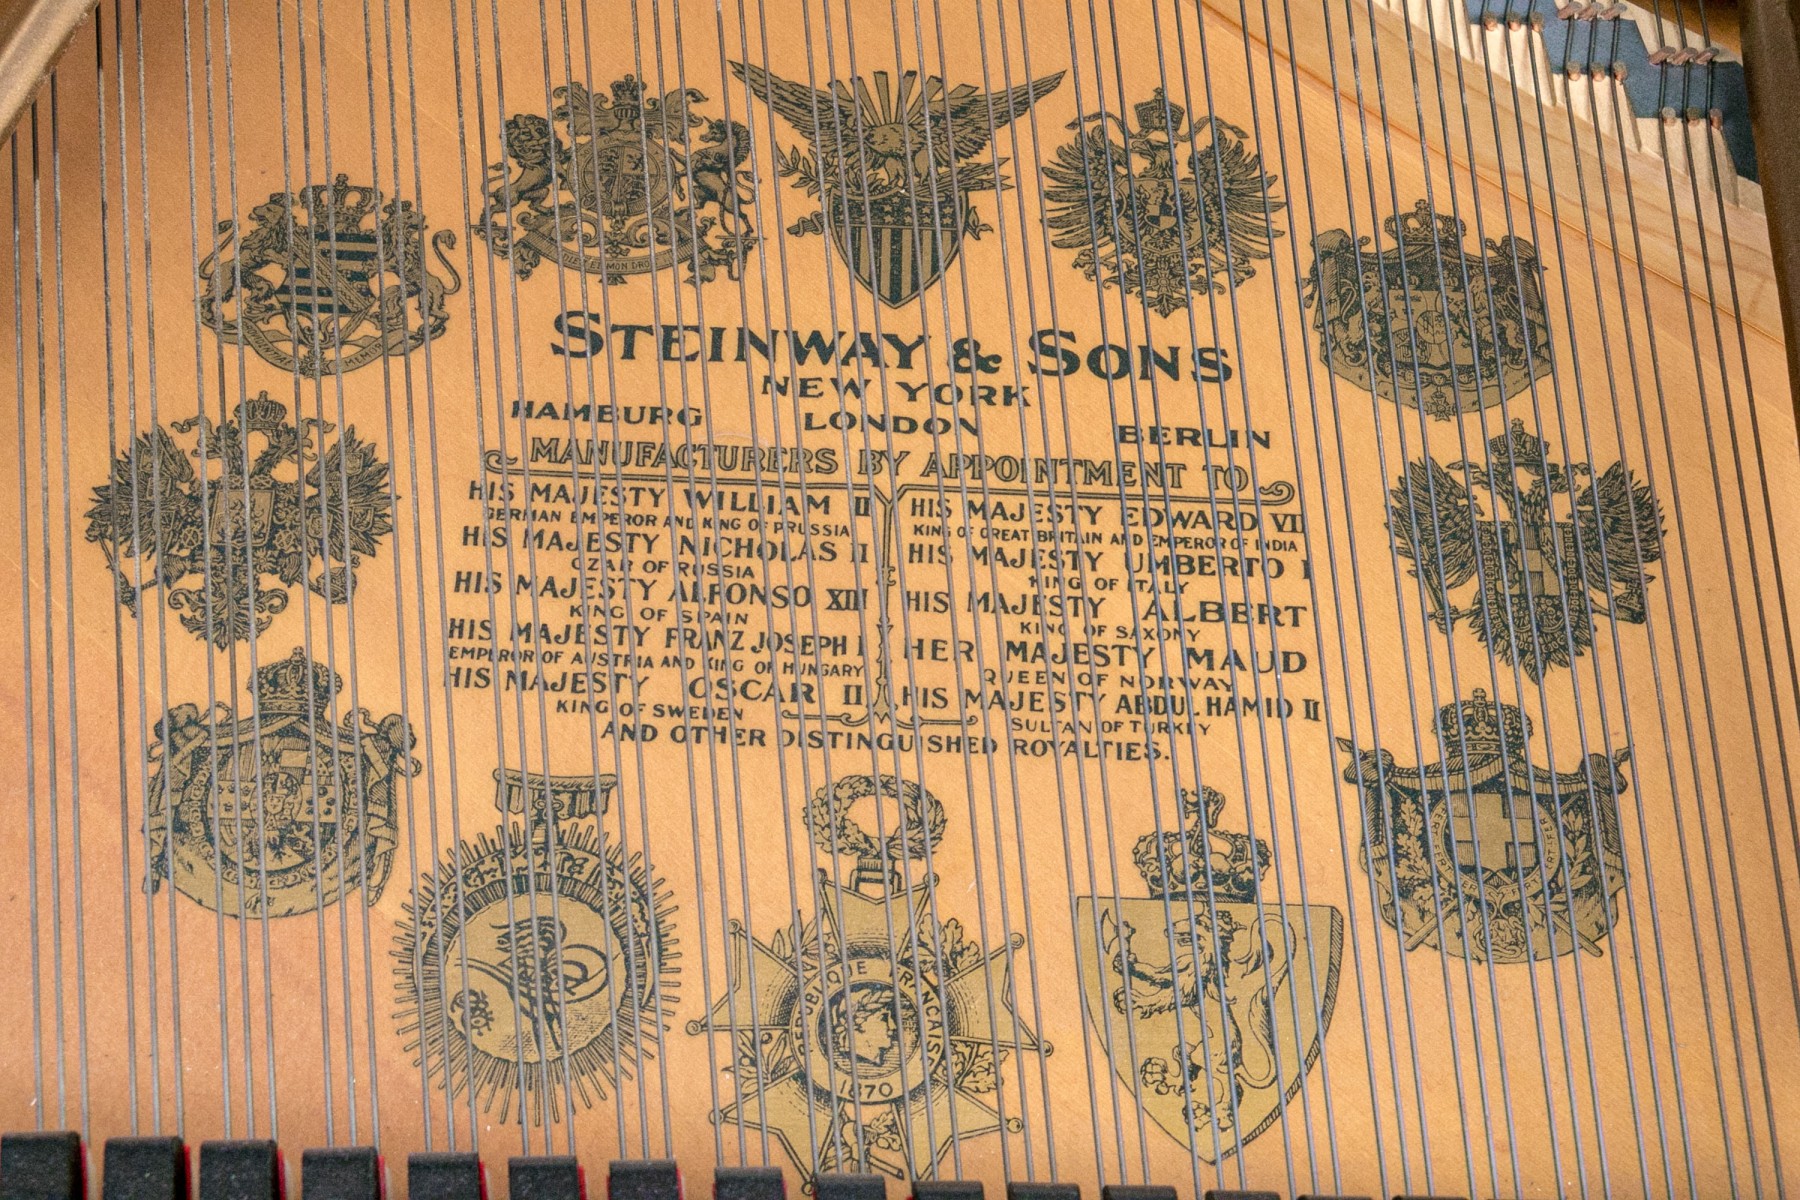 STEINWAY & SONS
NEW YORK
HAMBURG LONDON BERLIN
MANUFACTURERS BY APPOINTMENT TO
HIS MAJESTY WILLIAM II
GERMAN EMPEROR AND KING OF PRUSSIA
HIS MAJESTY NICHOLAS II
CZAR OF RUSSIA
HIS MAJESTY ALFONSO XIII
KING OF SPAIN
HIS MAJESTY FRANZ JOSEPH I
EMPEROR OF AUSTRIA AND KING OF HUNGARY
HIS MAJESTY OSCAR II
KING OF SWEDEN
HIS MAJESTY EDWARD VII
KING OF GREAT BRITAIN AND EMPEROR OF INDIA
HIS MAJESTY UMBERTO I
KING OF ITALY
HIS MAJESTY ALBERT
KING OF SAXONY
HER MAJESTY MAUD
QUEEN OF NORWAY
HIS MAJESTY ABDUL HAMID II
SULTAN OF TURKEY
AND OTHER DISTINGUISHED ROYALTIES.
REPUBLIQUE FRANCAISE
1870